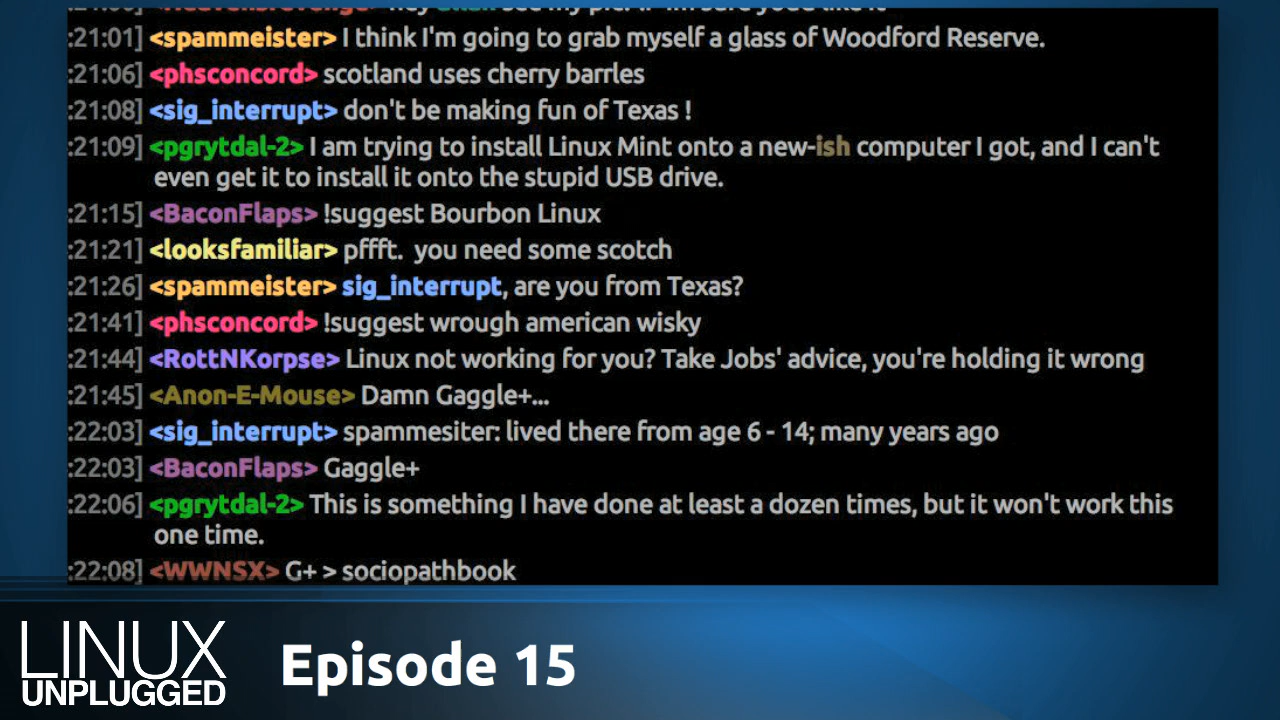 :21:01] <spammeister> I think I'm going to grab myself a glass of Woodford Reserve.
:21:06] <phsconcord> scotland uses cherry barrles
:21:08] <sig_interrupt> don't be making fun of Texas !
:21:09] <pgrytdal-2> I am trying to install Linux Mint onto a new-ish computer I got, and I can't
even get it to install it onto the stupid USB drive.
:21:15] <BaconFlaps> !suggest Bourbon Linux
:21:21] <looksfamiliar> pffft.  you need some scotch
:21:26] <spammeister> sig_interrupt, are you from Texas?
:21:41] <phsconcord> !suggest wrough american wisky
:21:44] <RottNKorpse> Linux not working for you? Take Jobs' advice, you're holding it wrong
:21:45] <Anon-E-Mouse> Damn Gaggle+...
:22:03] <sig_interrupt> spammesiter: lived there from age 6 - 14; many years ago
:22:03] <BaconFlaps> Gaggle+
:22:06] <pgrytdal-2> This is something I have done at least a dozen times, but it won't work this
one time.
:22:08] <WWNSX> G+ > sociopathbook
LINUX
UNPLUGGED
Episode 15